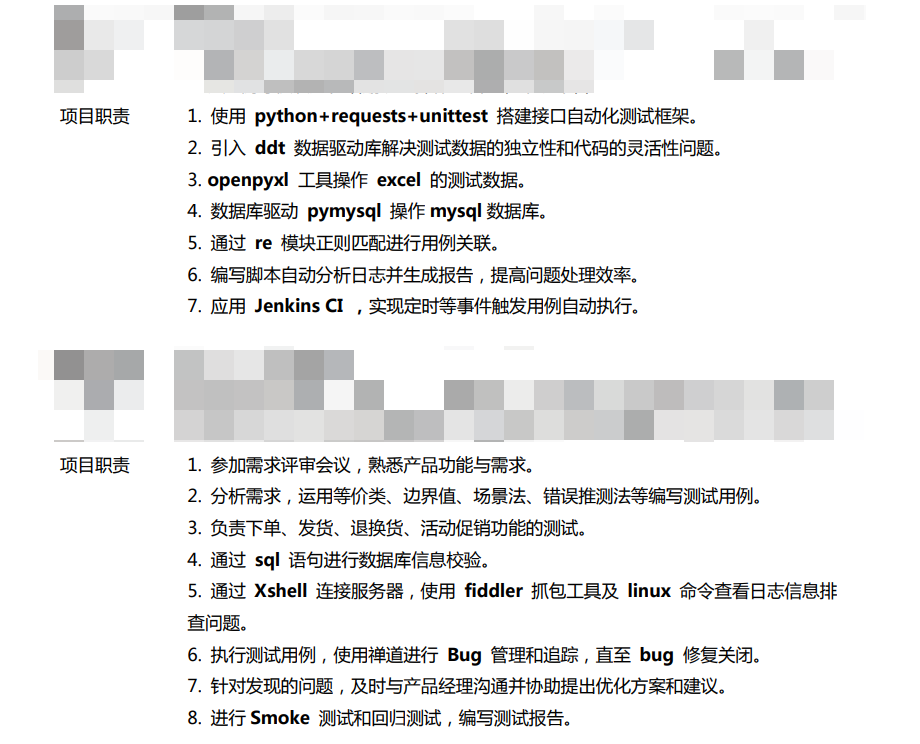 项目职责
1. 使用 python+requests+unittest 搭建接口自动化测试框架。
2. 引入 ddt 数据驱动库解决测试数据的独立性和代码的灵活性问题。
3. openpyxl 工具操作 excel 的测试数据。
4. 数据库驱动 pymysql 操作 mysql 数据库。
5. 通过 re 模块正则匹配进行用例关联。
6. 编写脚本自动分析日志并生成报告，提高问题处理效率。
7. 应用 Jenkins CI ，实现定时等事件触发用例自动执行。
项目职责
1. 参加需求评审会议，熟悉产品功能与需求。
2. 分析需求，运用等价类、边界值、场景法、错误推测法等编写测试用例。
3. 负责下单、发货、退换货、活动促销功能的测试。
4. 通过 sql 语句进行数据库信息校验。
5. 通过 Xshell 连接服务器，使用 fiddler 抓包工具及 linux 命令查看日志信息排
查问题。
6. 执行测试用例，使用禅道进行 Bug 管理和追踪，直至 bug 修复关闭。
7. 针对发现的问题，及时与产品经理沟通并协助提出优化方案和建议。
8. 进行 Smoke 测试和回归测试，编写测试报告。